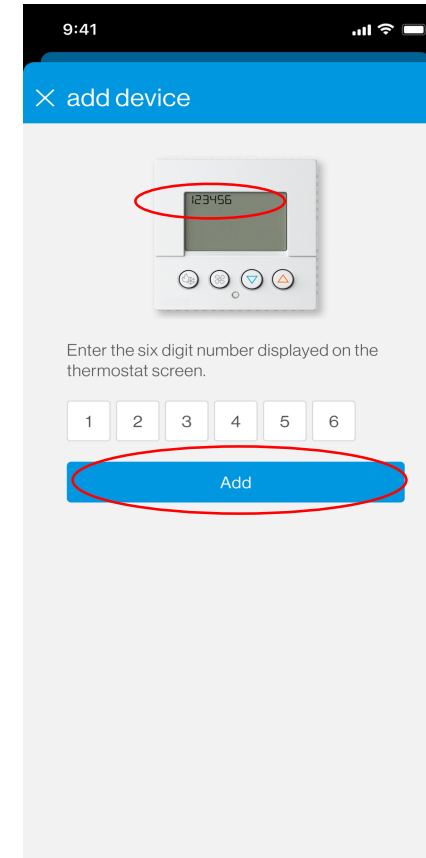 9:41
add device
123456
Enter the six digit number displayed on the
thermostat screen.
1 2 3 4 5 6
Add